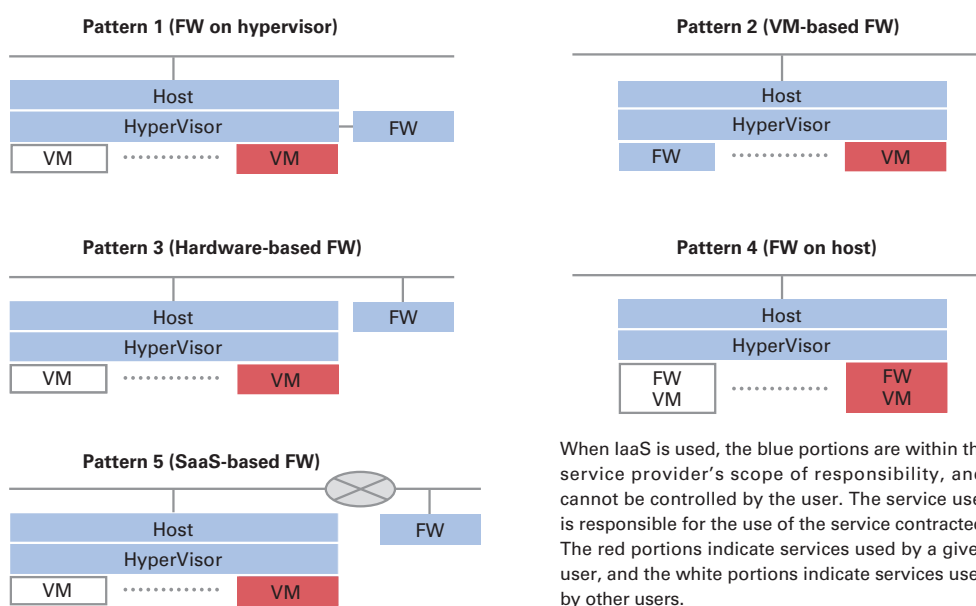 Pattern 1 (FW on hypervisor)
Host
HyperVisor
FW
VM
VM
Pattern 2 (VM-based FW)
Host
HyperVisor
FW
VM
Pattern 3 (Hardware-based FW)
Host
FW
HyperVisor
VM
VM
Pattern 4 (FW on host)
Host
HyperVisor
FW
VM
FW
VM
Pattern 5 (SaaS-based FW)
Host
FW
HyperVisor
VM
VM
When IaaS is used, the blue portions are within th
service provider's scope of responsibility, and
cannot be controlled by the user. The service use
is responsible for the use of the service contracted
The red portions indicate services used by a give
user, and the white portions indicate services use
by other users.